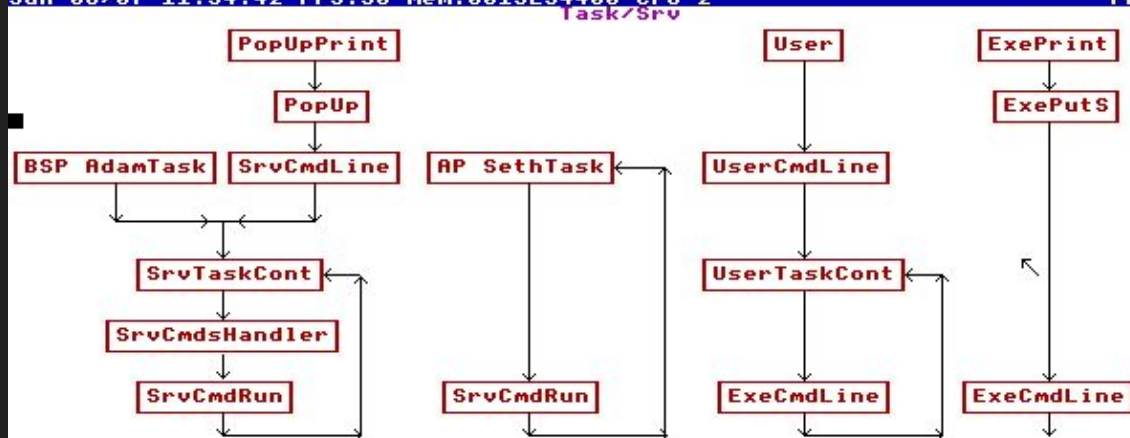 Task/Srv
PopUpPrint User ExePrint
PopUp ExePutS
BSP AdamTask SrvCmdLine AP SethTask UserCmdLine
SrvTaskCont UserTaskCont
SrvCmdsHandler
SrvCmdRun SrvCmdRun ExeCmdLine ExeCmdLine